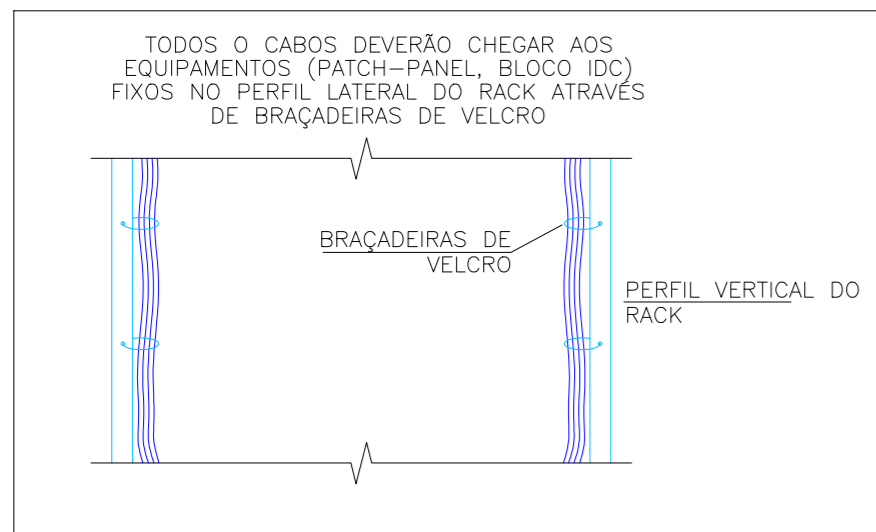 TODOS O CABOS DEVERÃO CHEGAR AOS
EQUIPAMENTOS (PATCH-PANEL, BLOCO IDC)
FIXOS NO PERFIL LATERAL DO RACK ATRAVÉS
DE BRAÇADEIRAS DE VELCRO
BRAÇADEIRAS DE
VELCRO
PERFIL VERTICAL DO
RACK